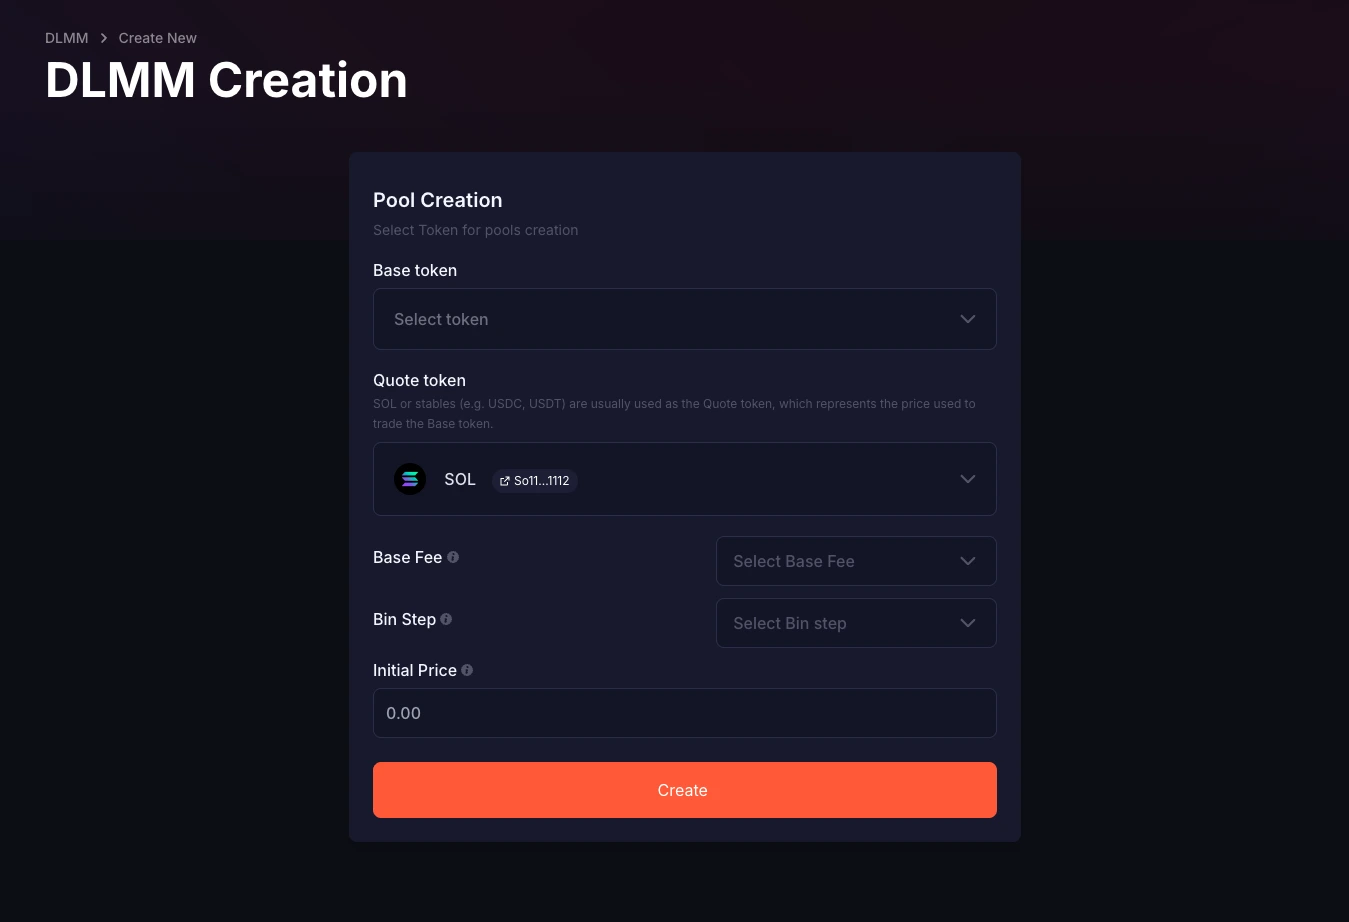 DLMM > Create New
DLMM Creation
Pool Creation
Select Token for pools creation
Base token
Select token
Quote token
SOL or stables (e.g. USDC, USDT) are usually used as the Quote token, which represents the price used to
trade the Base token.
SOL So11...1112
Base Fee
Select Base Fee
Bin Step
Select Bin step
Initial Price
0.00
Create